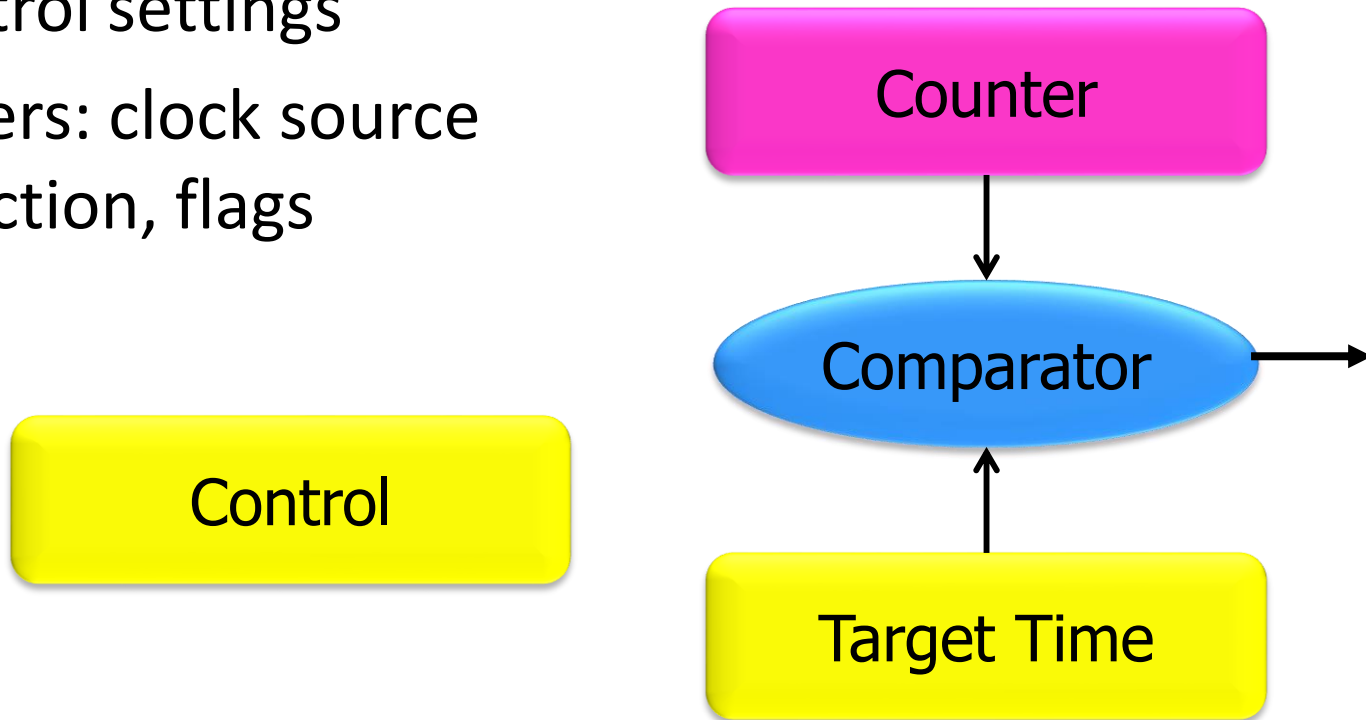 trol settings
ers: clock source
ction, flags
Counter
Comparator
Control
Target Time